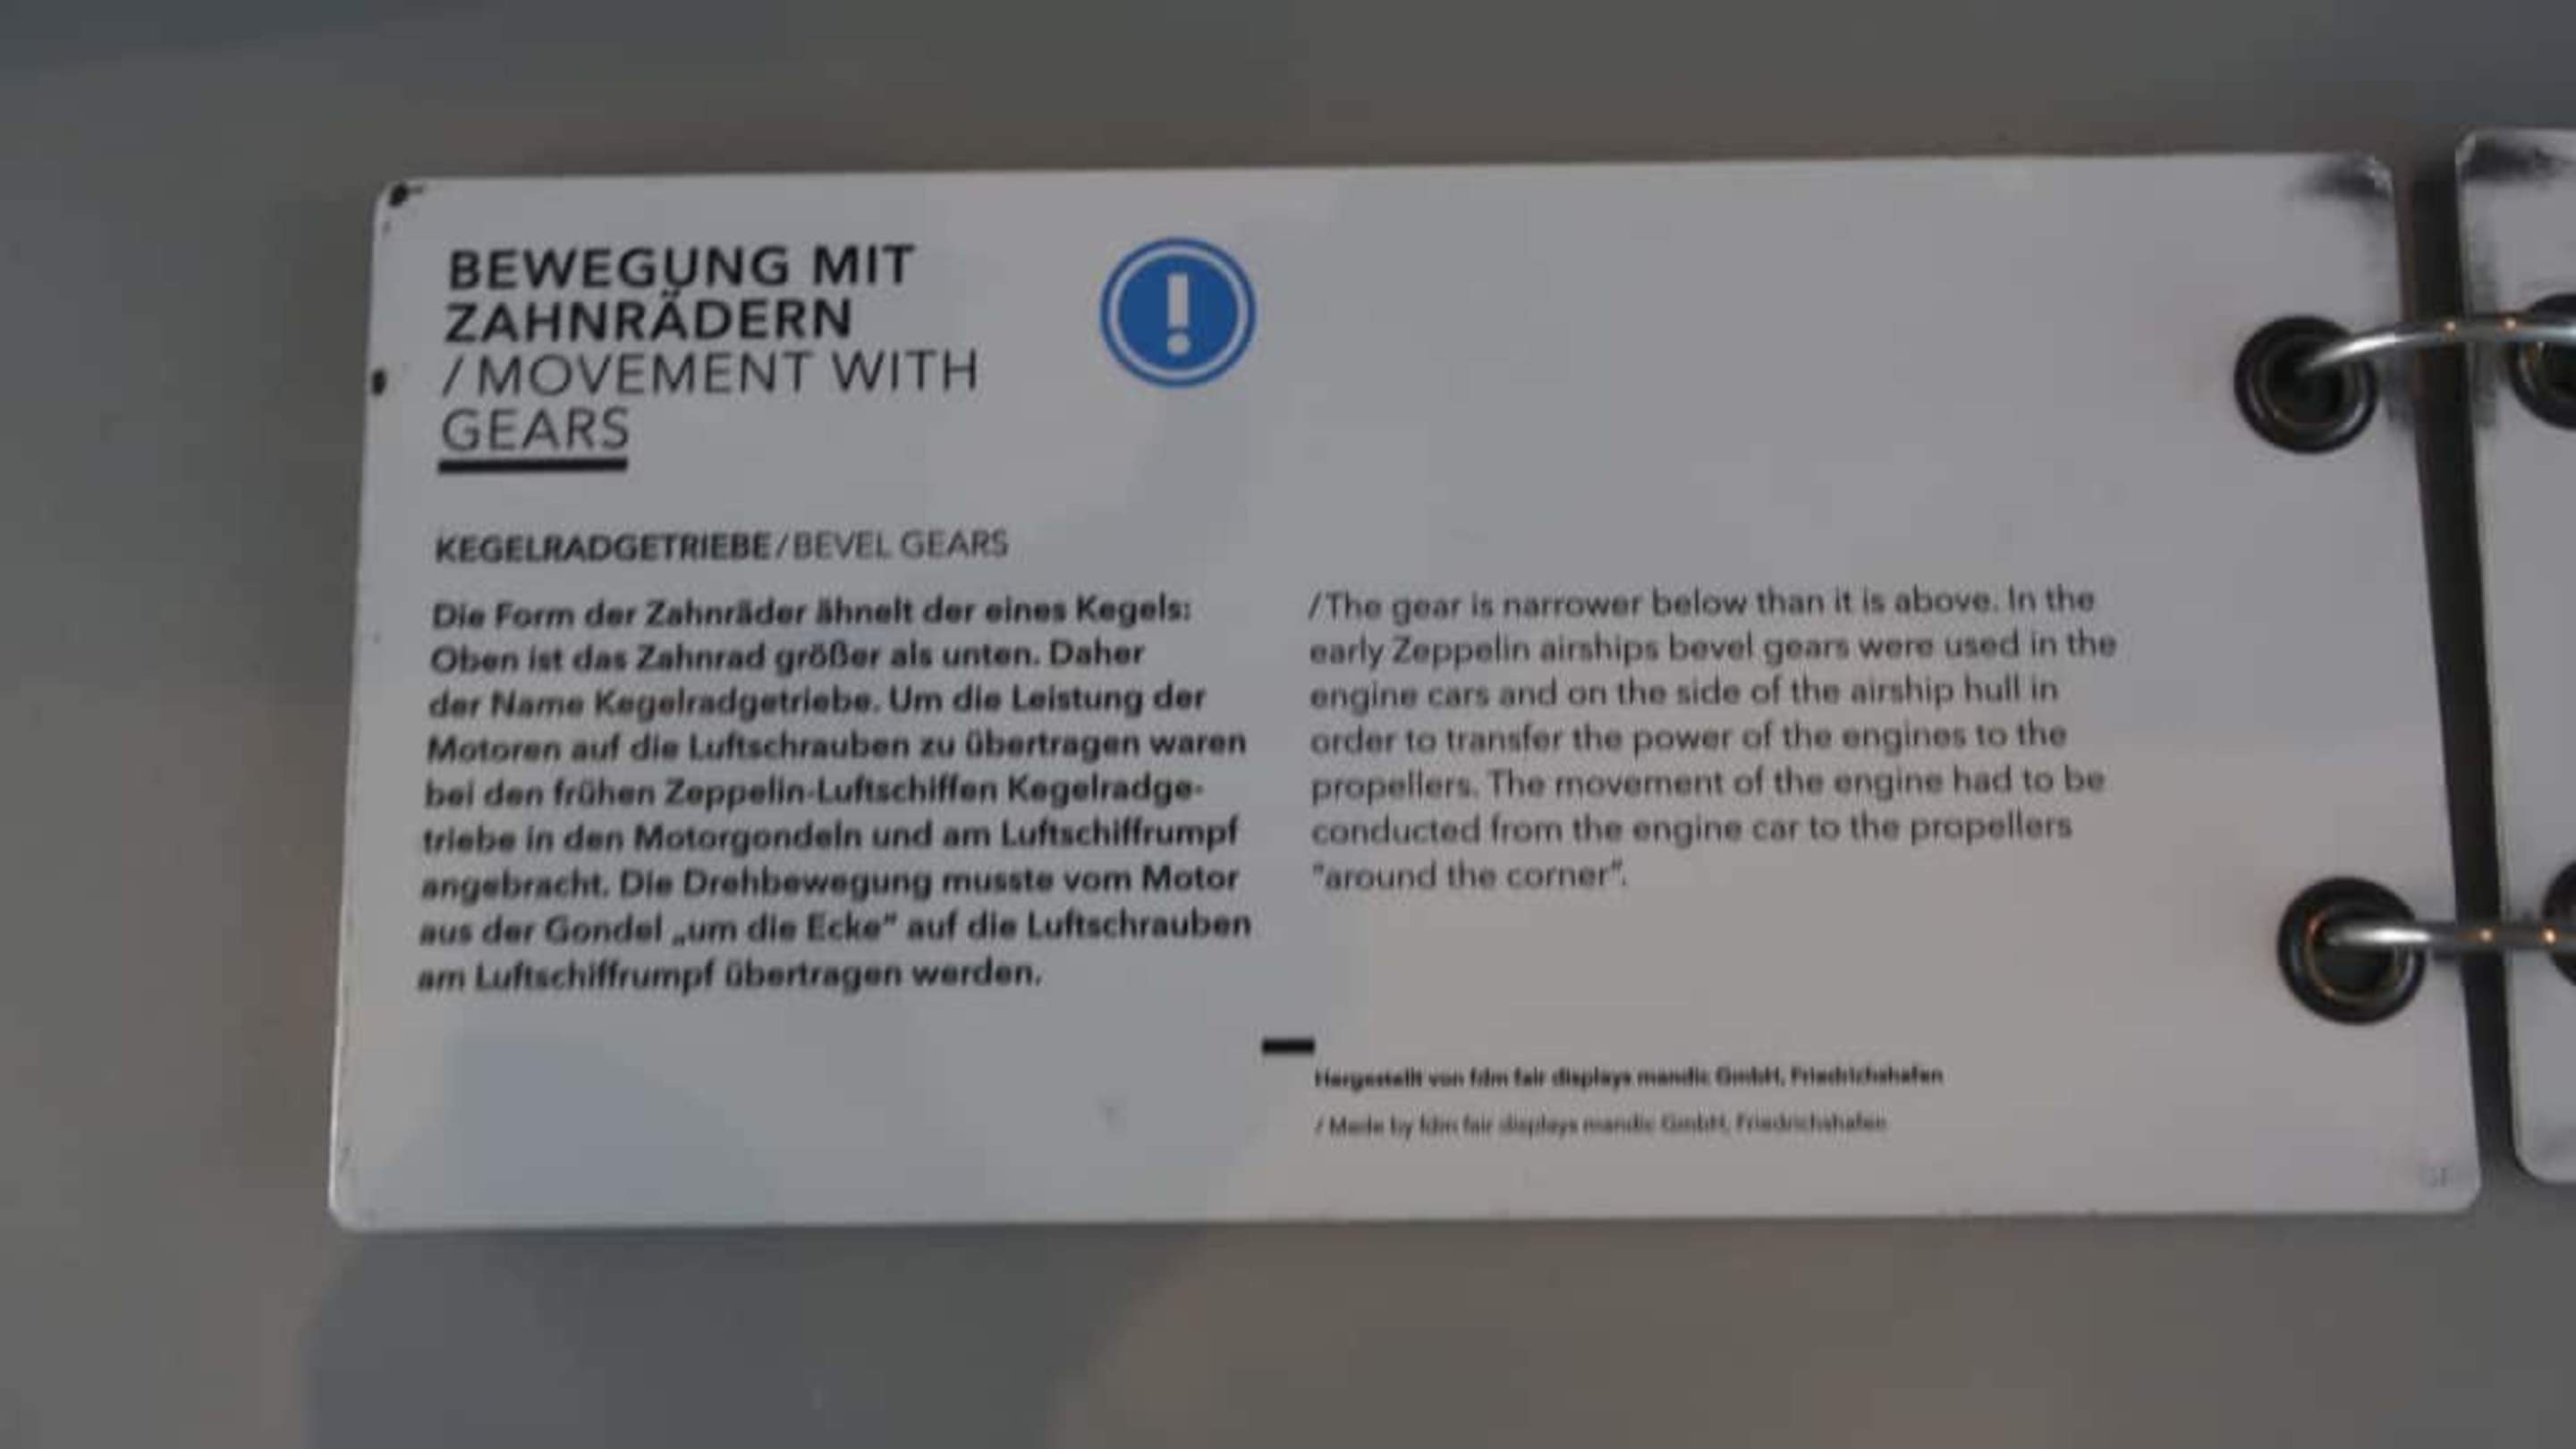 BEWEGUNG MIT
ZAHNRÄDERN
/ MOVEMENT WITH
GEARS
KEGELRADGETRIEBE / BEVEL GEARS
Die Form der Zahnräder ähnelt der eines Kegels:
Oben ist das Zahnrad größer als unten. Daher
der Name Kegelradgetriebe. Um die Leistung der
Motoren auf die Luftschrauben zu übertragen waren
bei den frühen Zeppelin-Luftschiffen Kegelradge-
triebe in den Motorgondeln und am Luftschiffrumpf
angebracht. Die Drehbewegung musste vom Motor
aus der Gondel „um die Ecke" auf die Luftschrauben
am Luftschiffrumpf übertragen werden.
/ The gear is narrower below than it is above. In the
early Zeppelin airships bevel gears were used in the
engine cars and on the side of the airship hull in
order to transfer the power of the engines to the
propellers. The movement of the engine had to be
conducted from the engine car to the propellers
"around the corner".
Hergestellt von fdm fair displays mandic GmbH, Friedrichshafen
/ Made by fdm fair displays mandic GmbH, Friedrichshafen